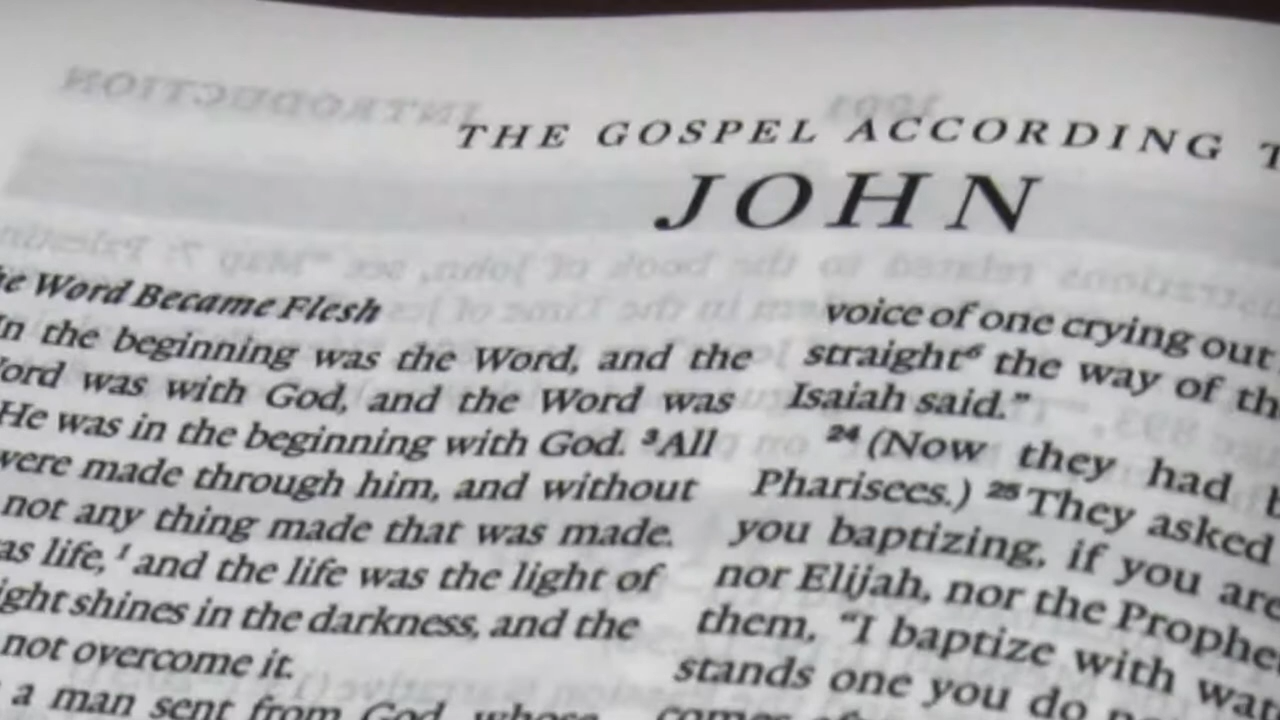 THE GOSPEL ACCORDING T
JOHN
he Word Became Flesh
In the beginning was the Word, and the
ord was with God, and the Word was
He was in the beginning with God. ³All
were made through him, and without
not any thing made that was made.
as life,¹ and the life was the light of
ight shines in the darkness, and the
not overcome it.
a man sent from God, whose
voice of one crying out
straight⁶ the way of th
Isaiah said.”
²⁴ (Now they had b
Pharisees.) ²⁵ They asked
you baptizing, if you are
nor Elijah, nor the Prophe
them, “I baptize with wat
stands one you do